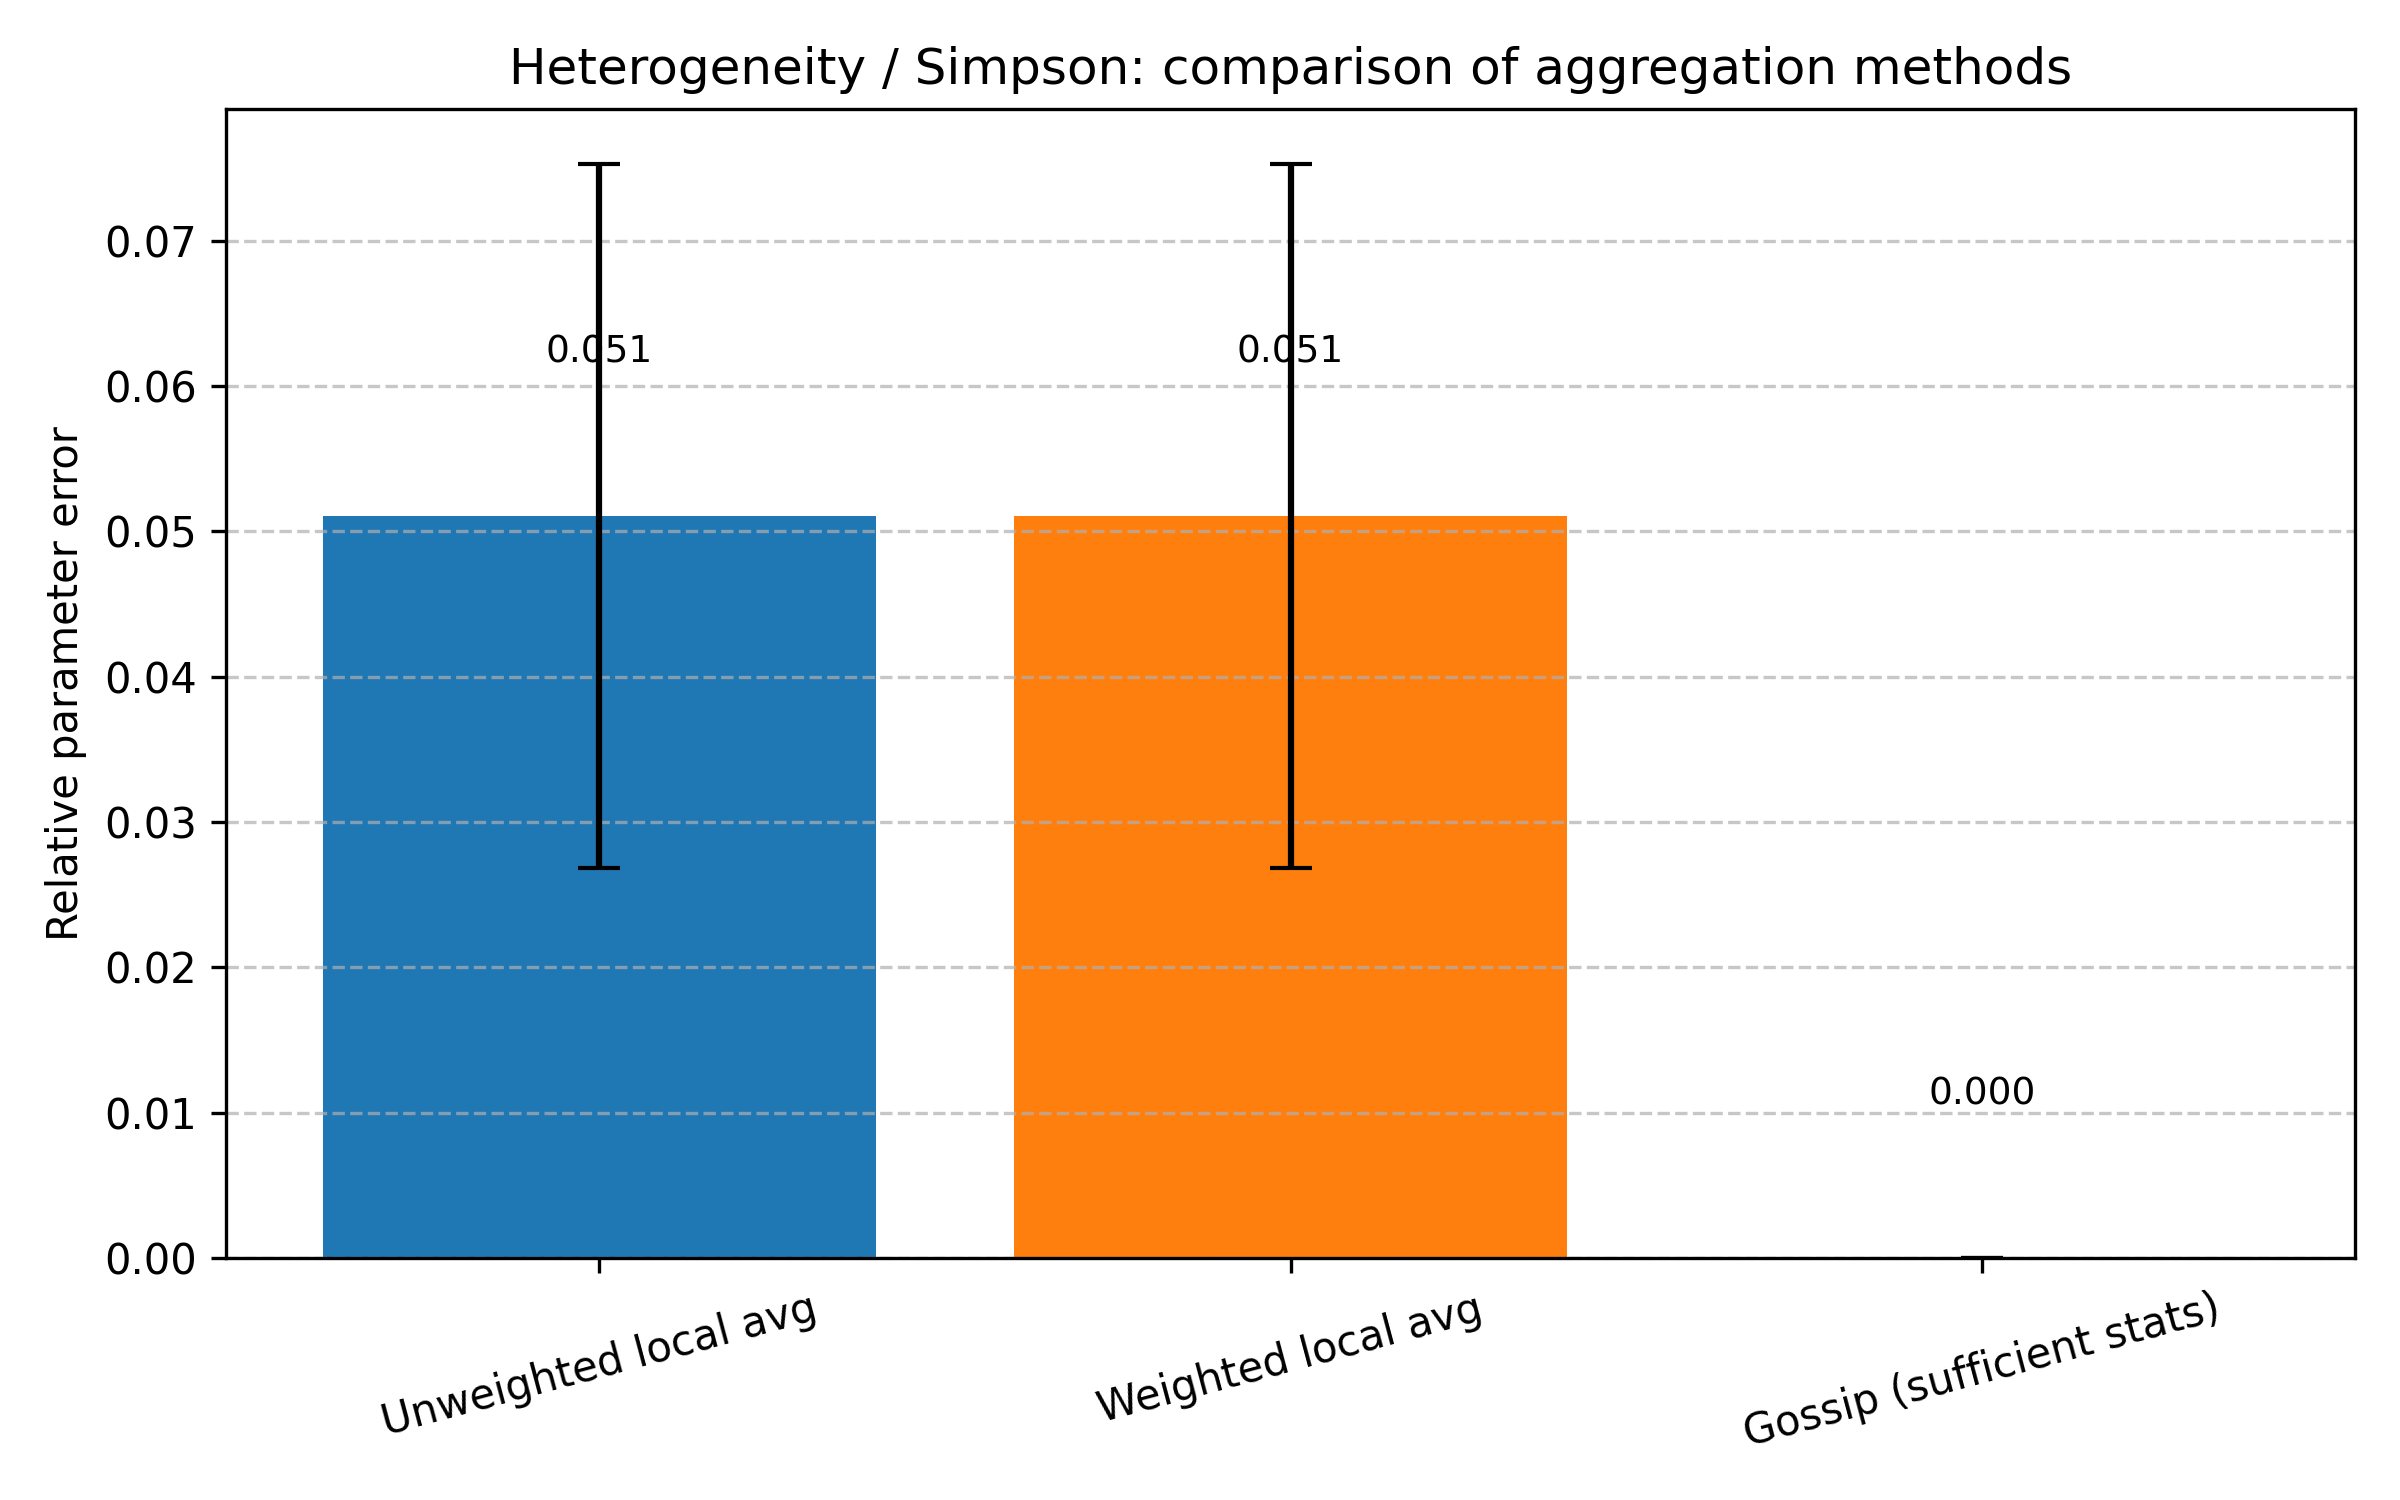 Heterogeneity / Simpson: comparison of aggregation methods
Relative parameter error
0.07
0.06
0.05
0.04
0.03
0.02
0.01
0.00
0.051
0.051
0.000
Unweighted local avg
Weighted local avg
Gossip (sufficient stats)